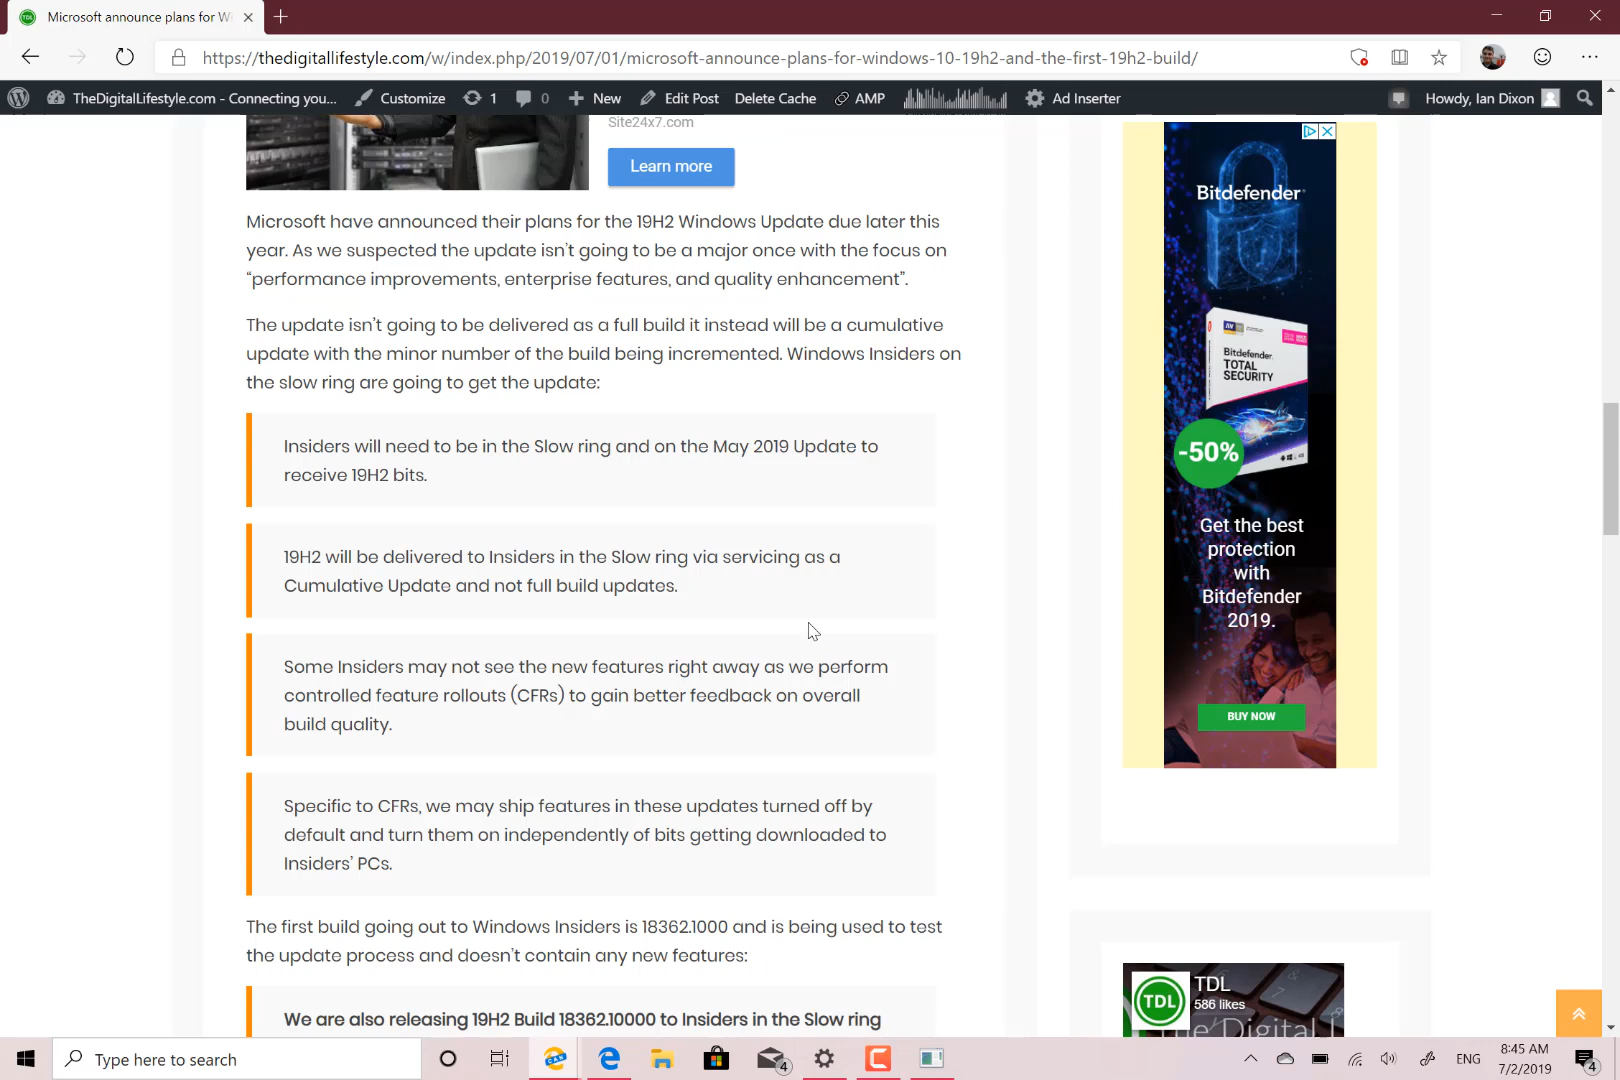 Microsoft announce plans for Wi
https://thedigitallifestyle.com/w/index.php/2019/07/01/microsoft-announce-plans-for-windows-10-19h2-and-the-first-19h2-build/
TheDigitalLifestyle.com - Connecting you... Customize 1 0 New Edit Post Delete Cache AMP Ad Inserter Howdy, Ian Dixon
Site24x7.com
Learn more
Microsoft have announced their plans for the 19H2 Windows Update due later this
year. As we suspected the update isn't going to be a major once with the focus on
“performance improvements, enterprise features, and quality enhancement”.
The update isn't going to be delivered as a full build it instead will be a cumulative
update with the minor number of the build being incremented. Windows Insiders on
the slow ring are going to get the update:
Insiders will need to be in the Slow ring and on the May 2019 Update to
receive 19H2 bits.
19H2 will be delivered to Insiders in the Slow ring via servicing as a
Cumulative Update and not full build updates.
Some Insiders may not see the new features right away as we perform
controlled feature rollouts (CFRs) to gain better feedback on overall
build quality.
Specific to CFRs, we may ship features in these updates turned off by
default and turn them on independently of bits getting downloaded to
Insiders' PCs.
The first build going out to Windows Insiders is 18362.1000 and is being used to test
the update process and doesn't contain any new features:
We are also releasing 19H2 Build 18362.10000 to Insiders in the Slow ring
Bitdefender
Bitdefender
TOTAL
SECURITY
-50%
Get the best
protection
with
Bitdefender
2019.
BUY NOW
TDL
TDL
586 likes
The Digital
Type here to search
4
ENG
8:45 AM
7/2/2019
4